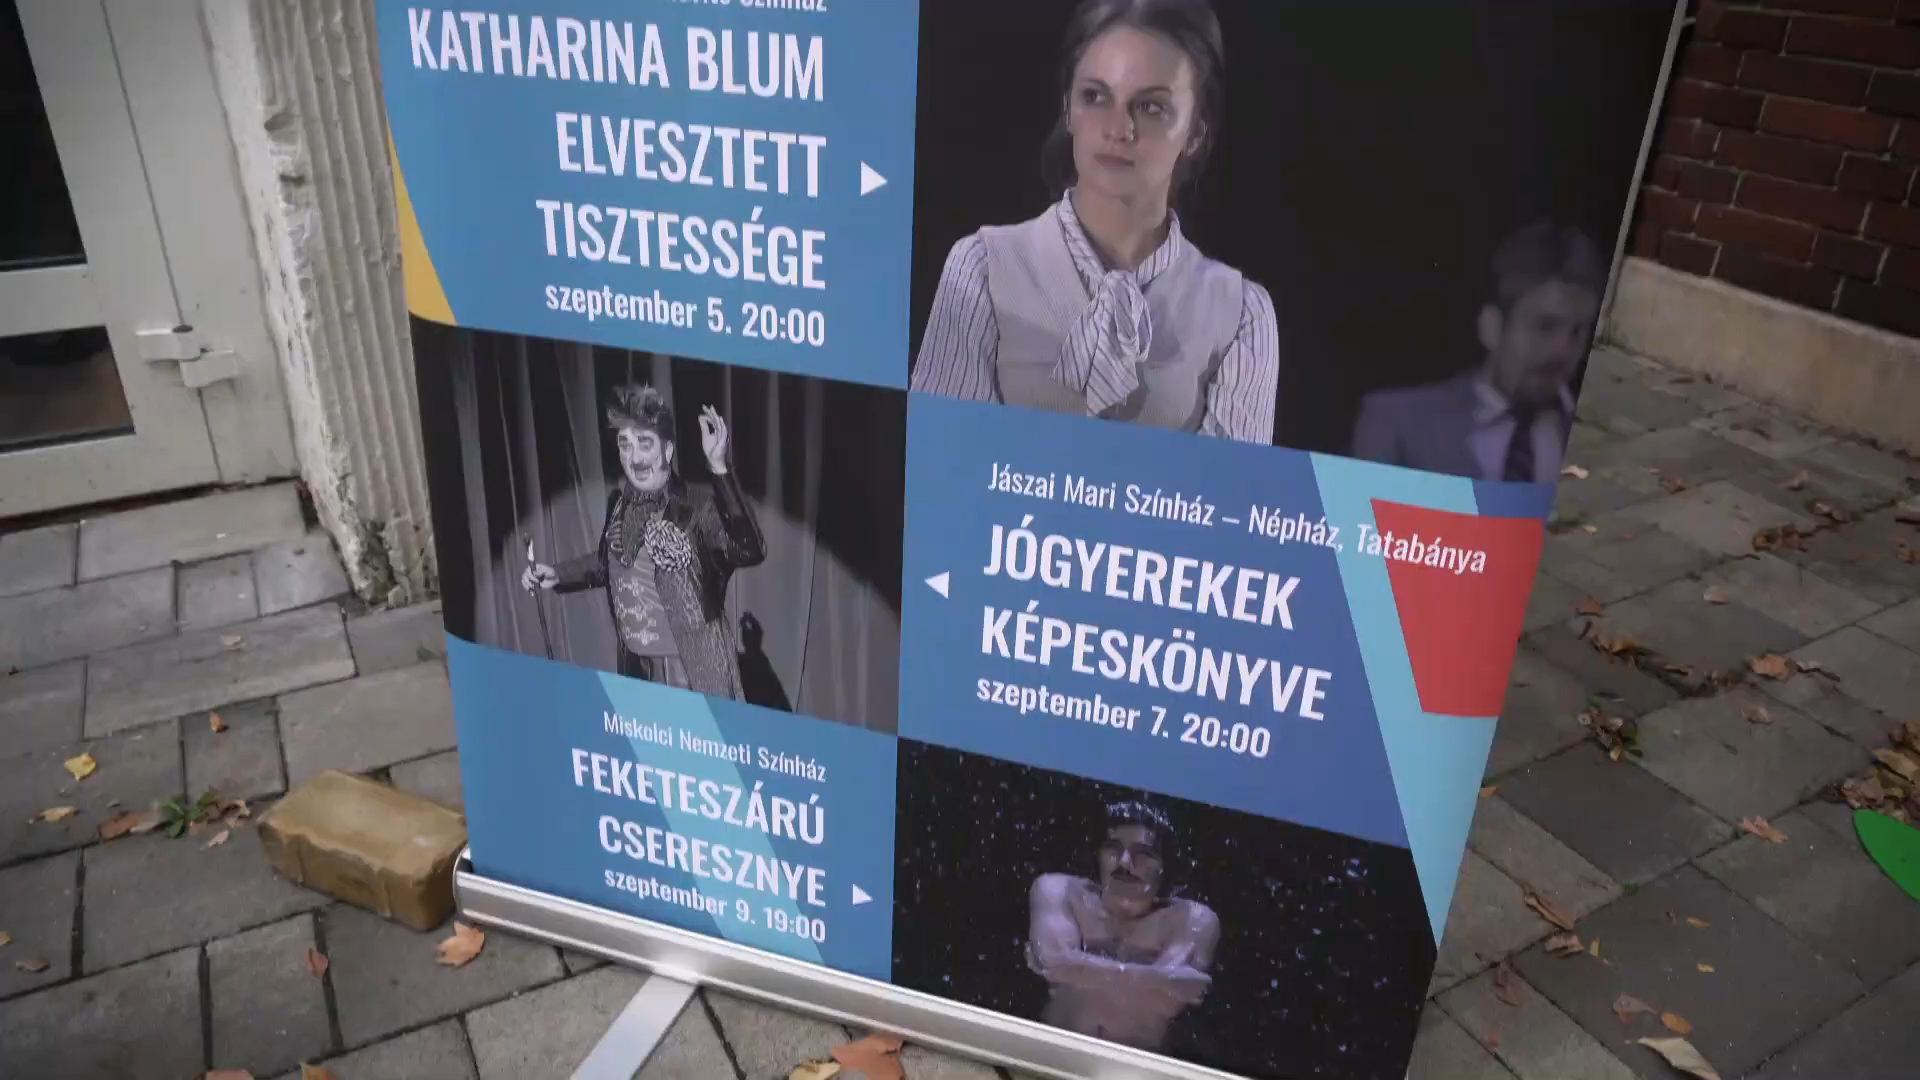 Színház
KATHARINA BLUM
ELVESZTETT
TISZTESSÉGE
szeptember 5. 20:00
Jászai Mari Színház – Népház, Tatabánya
JÓGYEREKEK
KÉPESKÖNYVE
szeptember 7. 20:00
Miskolci Nemzeti Színház
FEKETESZÁRÚ
CSERESZNYE
szeptember 9. 19:00